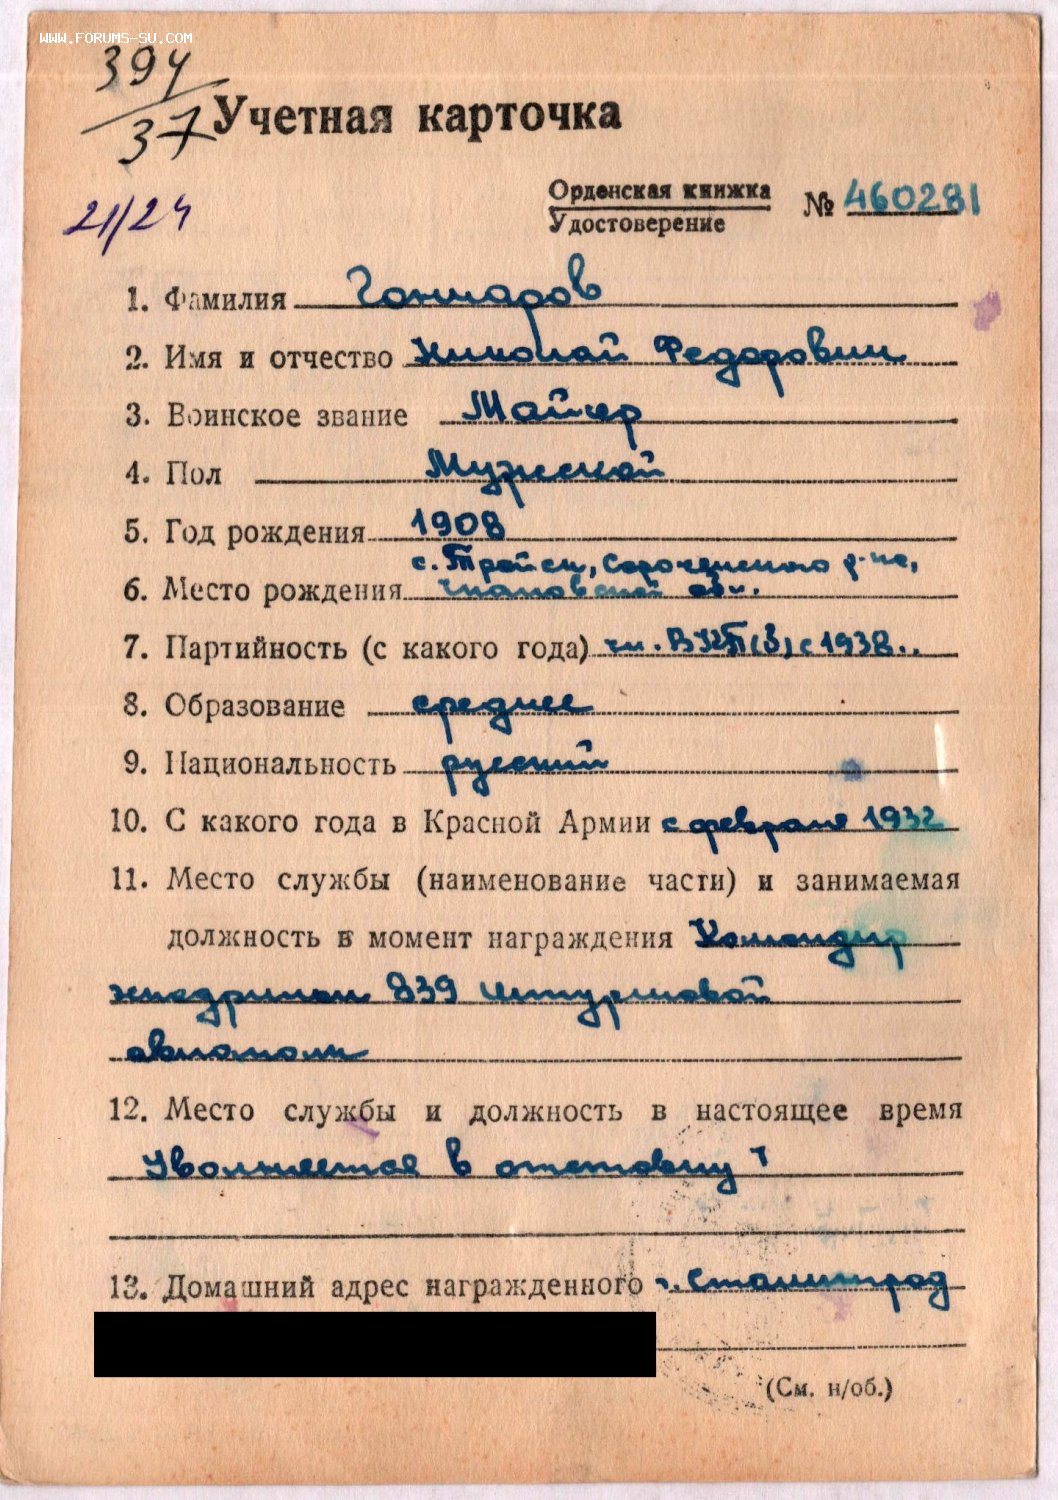 WWW.FORUMS-SU.COM
394
37
Учетная карточка
21/24
Орденская книжка
Удостоверение
№ 460281
1. Фамилия Гончаров
2. Имя и отчество Николай Федорович
3. Воинское звание Майор
4. Пол Мужской
5. Год рождения 1908
с. Тройск, Сорочинского р-на,
6. Место рождения Чкаловской обл.
7. Партийность (с какого года) чл. ВКП(б) с 1938..
8. Образование среднее
9. Национальность русский
10. С какого года в Красной Армии с февраля 1932
11. Место службы (наименование части) и занимаемая
должность в момент награждения Командир
эскадрильи 839 штурмовой
авиаполк
12. Место службы и должность в настоящее время
Увольняется в отставку
13. Домашний адрес награжденного г. Сталинград
(См. н/об.)